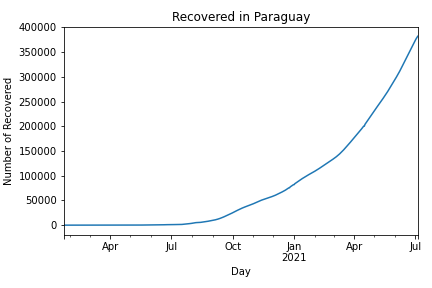 Recovered in Paraguay
400000
350000
300000
250000
200000
150000
100000
50000
0
Number of Recovered
Apr Jul Oct Jan Apr Jul
2021
Day